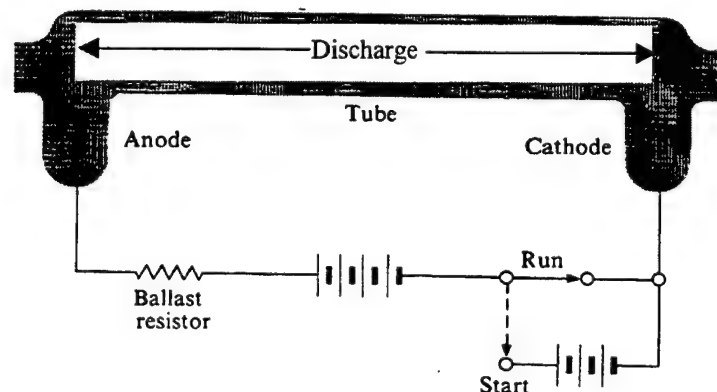 Discharge
Tube
Anode
Cathode
Run
Ballast
resistor
Start